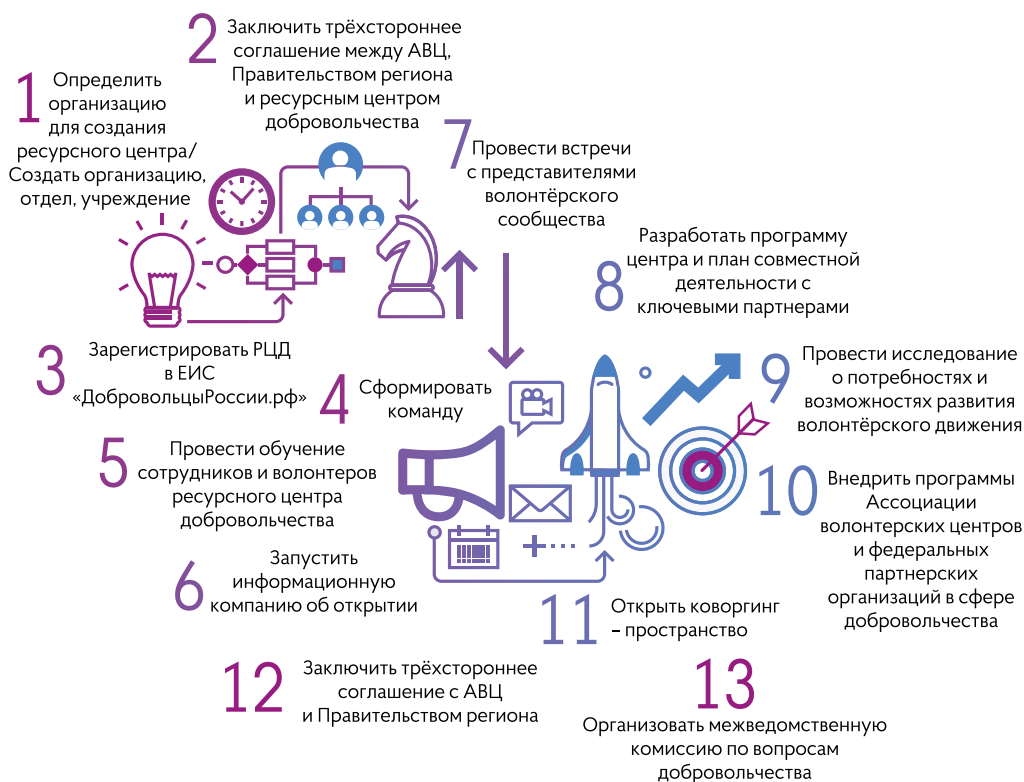 1
Определить
организацию
для создания
ресурсного центра/
Создать организацию,
отдел, учреждение
2
Заключить трёхстороннее
соглашение между АВЦ,
Правительством региона
и ресурсным центром
добровольчества
3
Зарегистрировать РЦД
в ЕИС
«ДобровольцыРоссии.рф»
4
Сформировать
команду
5
Провести обучение
сотрудников и волонтеров
ресурсного центра
добровольчества
6
Запустить
информационную
компанию об открытии
7
Провести встречи
с представителями
волонтёрского
сообщества
8
Разработать программу
центра и план совместной
деятельности с
ключевыми партнерами
9
Провести исследование
о потребностях и
возможностях развития
волонтёрского движения
10
Внедрить программы
Ассоциации
волонтерских центров
и федеральных
партнерских
организаций в сфере
добровольчества
11
Открыть коворгинг
– пространство
12
Заключить трёхстороннее
соглашение с АВЦ
и Правительством региона
13
Организовать межведомственную
комиссию по вопросам
добровольчества